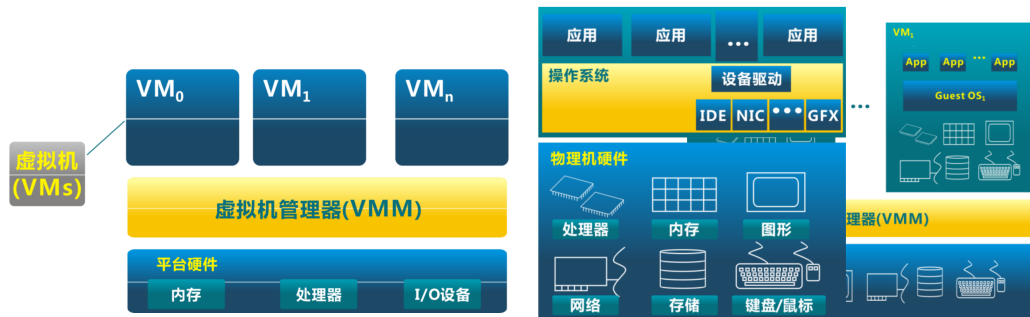 虚拟机
(VMs)
VM0
VM1
VMn
虚拟机管理器(VMM)
平台硬件
内存
处理器
I/O设备
应用
应用
...
应用
操作系统
设备驱动
IDE
NIC
...
GFX
物理机硬件
处理器
内存
图形
网络
存储
键盘/鼠标
...
VM1
App
App
...
App
Guest OS1
理器(VMM)